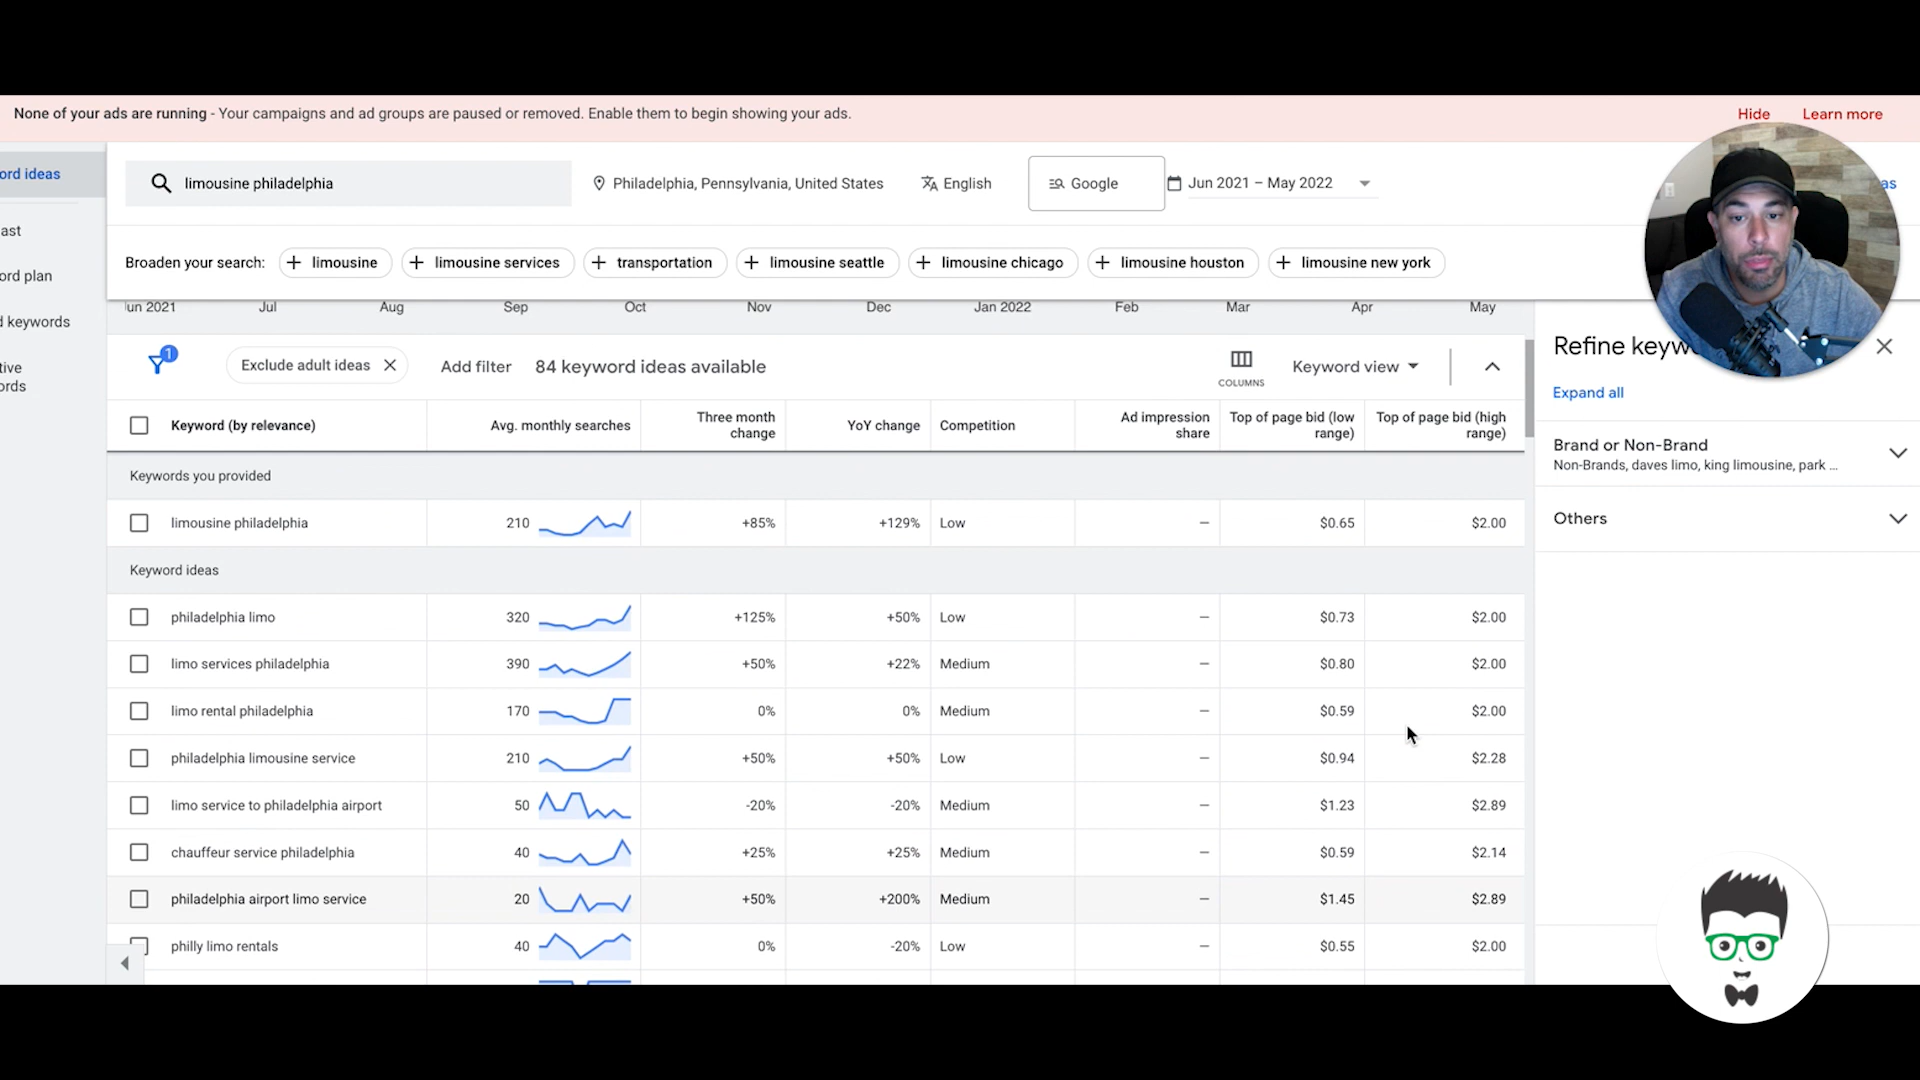 None of your ads are running - Your campaigns and ad groups are paused or removed. Enable them to begin showing your ads.
Hide
Learn more
ord ideas
limousine philadelphia
Philadelphia, Pennsylvania, United States
English
Google
Jun 2021 – May 2022
as
ast
ord plan
d keywords
tive
ords
Broaden your search:
limousine
limousine services
transportation
limousine seattle
limousine chicago
limousine houston
limousine new york
un 2021 Jul Aug Sep Oct Nov Dec Jan 2022 Feb Mar Apr May
1
Exclude adult ideas
Add filter
84 keyword ideas available
COLUMNS
Keyword view
Keyword (by relevance)
Avg. monthly searches
Three month
change
YoY change
Competition
Ad impression
share
Top of page bid (low
range)
Top of page bid (high
range)
Keywords you provided
limousine philadelphia 210 +85% +129% Low – $0.65 $2.00
Keyword ideas
philadelphia limo 320 +125% +50% Low – $0.73 $2.00
limo services philadelphia 390 +50% +22% Medium – $0.80 $2.00
limo rental philadelphia 170 0% 0% Medium – $0.59 $2.00
philadelphia limousine service 210 +50% +50% Low – $0.94 $2.28
limo service to philadelphia airport 50 -20% -20% Medium – $1.23 $2.89
chauffeur service philadelphia 40 +25% +25% Medium – $0.59 $2.14
philadelphia airport limo service 20 +50% +200% Medium – $1.45 $2.89
philly limo rentals 40 0% -20% Low – $0.55 $2.00
Refine keyw
Expand all
Brand or Non-Brand
Non-Brands, daves limo, king limousine, park ...
Others